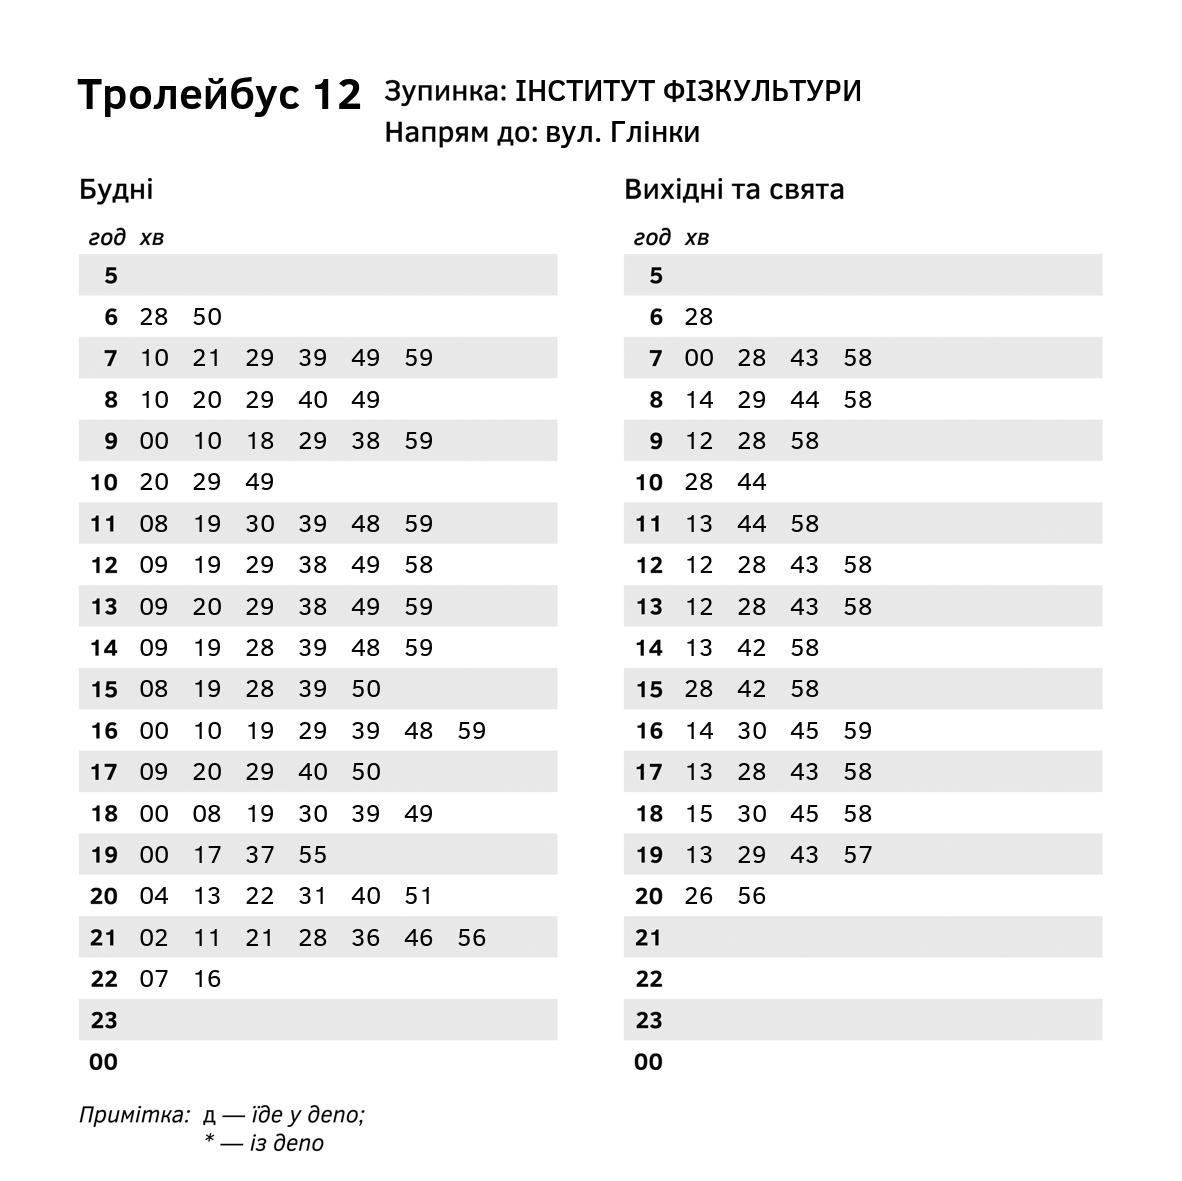 Тролейбус 12
Зупинка: ІНСТИТУТ ФІЗКУЛЬТУРИ
Напрям до: вул. Глінки
Будні
год хв
5
6 28 50
7 10 21 29 39 49 59
8 10 20 29 40 49
9 00 10 18 29 38 59
10 20 29 49
11 08 19 30 39 48 59
12 09 19 29 38 49 58
13 09 20 29 38 49 59
14 09 19 28 39 48 59
15 08 19 28 39 50
16 00 10 19 29 39 48 59
17 09 20 29 40 50
18 00 08 19 30 39 49
19 00 17 37 55
20 04 13 22 31 40 51
21 02 11 21 28 36 46 56
22 07 16
23
00
Вихідні та свята
год хв
5
6 28
7 00 28 43 58
8 14 29 44 58
9 12 28 58
10 28 44
11 13 44 58
12 12 28 43 58
13 12 28 43 58
14 13 42 58
15 28 42 58
16 14 30 45 59
17 13 28 43 58
18 15 30 45 58
19 13 29 43 57
20 26 56
21
22
23
00
Примітка: д — їде у депо;
* — із депо